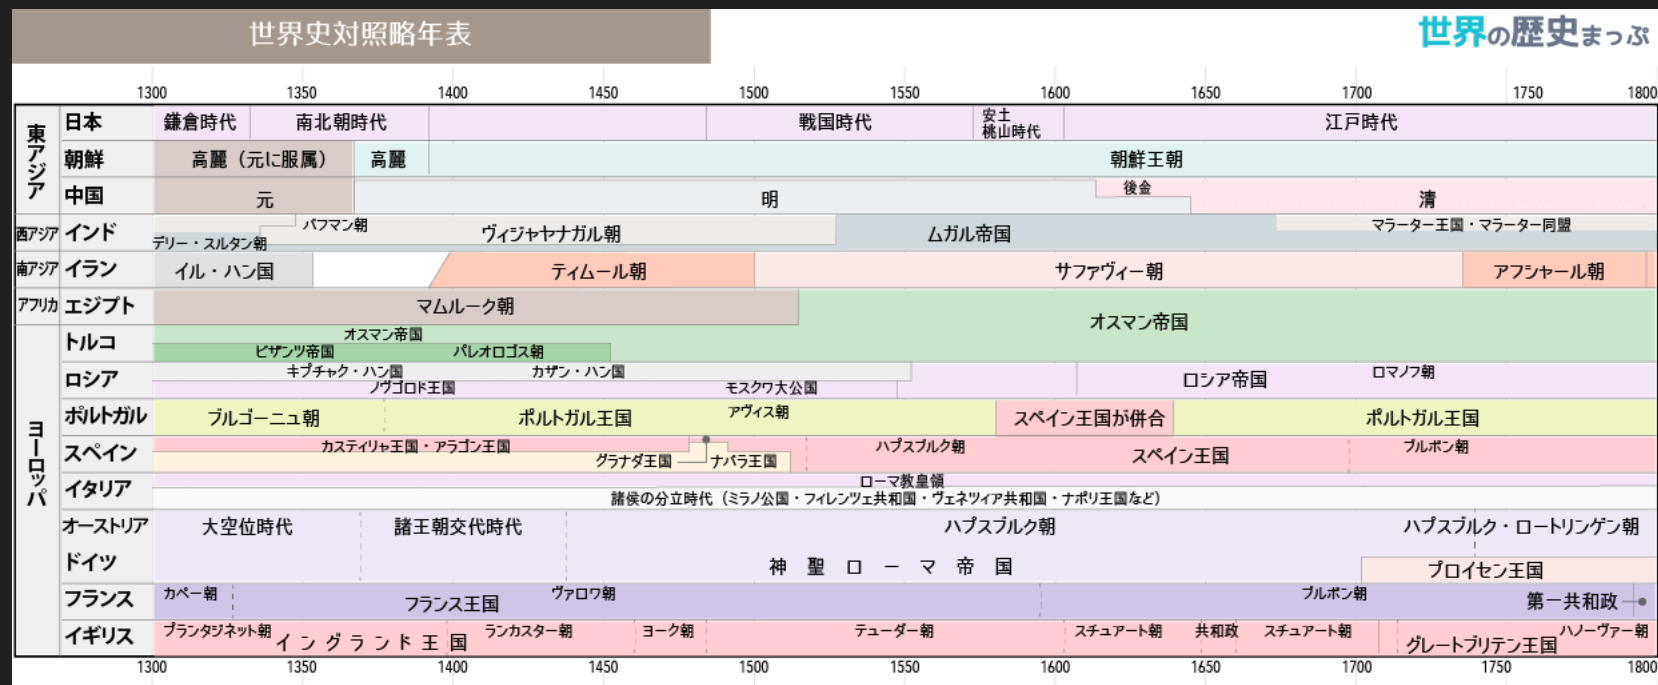 世界史対照略年表
世界の歴史まっぷ
1300 1350 1400 1450 1500 1550 1600 1650 1700 1750 1800
東アジア
日本 鎌倉時代 南北朝時代 戦国時代 安土桃山時代 江戸時代
朝鮮 高麗（元に服属） 高麗 朝鮮王朝
中国 元 明 後金 清
西アジア インド デリー・スルタン朝 バフマン朝 ヴィジャヤナガル朝 ムガル帝国 マラーター王国・マラーター同盟
南アジア イラン イル・ハン国 ティムール朝 サファヴィー朝 アフシャール朝
アフリカ エジプト マムルーク朝 オスマン帝国
ヨーロッパ
トルコ オスマン帝国
ビザンツ帝国 パレオロゴス朝
ロシア キプチャク・ハン国 カザン・ハン国 ロシア帝国 ロマノフ朝
ノヴゴロド王国 モスクワ大公国
ポルトガル ブルゴーニュ朝 ポルトガル王国 アヴィス朝 スペイン王国が併合 ポルトガル王国
スペイン カスティリャ王国・アラゴン王国 ハプスブルク朝 スペイン王国 ブルボン朝
グラナダ王国 ナバラ王国
イタリア ローマ教皇領
諸侯の分立時代（ミラノ公国・フィレンツェ共和国・ヴェネツィア共和国・ナポリ王国など）
オーストリア 大空位時代 諸王朝交代時代 ハプスブルク朝 ハプスブルク・ロートリンゲン朝
ドイツ 神聖ローマ帝国 プロイセン王国
フランス カペー朝 フランス王国 ヴァロワ朝 ブルボン朝 第一共和政
イギリス プランタジネット朝 イングランド王国 ランカスター朝 ヨーク朝 テューダー朝 スチュアート朝 共和政 スチュアート朝 グレートブリテン王国 ハノーヴァー朝
1300 1350 1400 1450 1500 1550 1600 1650 1700 1750 1800